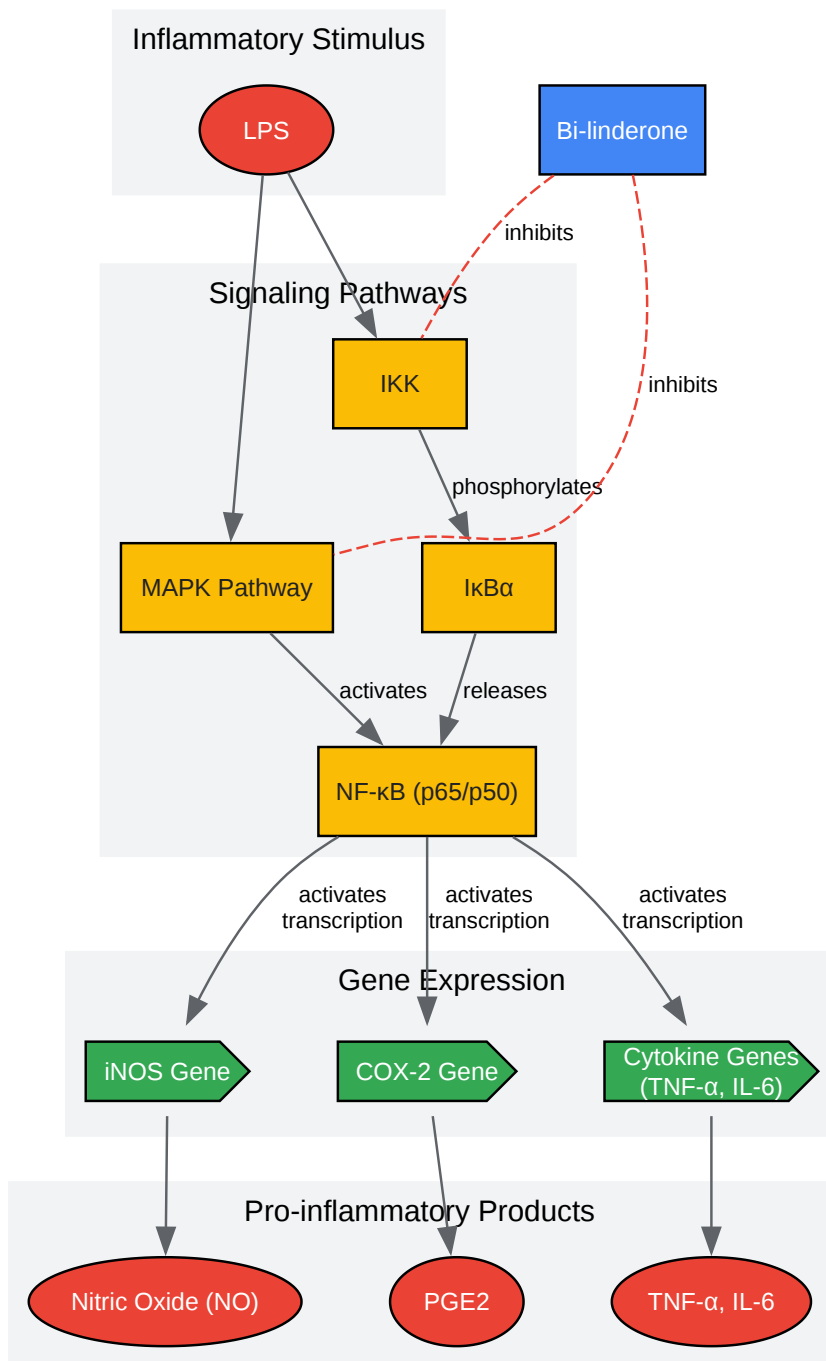 Inflammatory Stimulus
LPS
Bi-linderone
inhibits
Signaling Pathways
IKK
inhibits
phosphorylates
MAPK Pathway
IκBα
activates
releases
NF-κB (p65/p50)
activates
transcription
activates
transcription
activates
transcription
Gene Expression
iNOS Gene
COX-2 Gene
Cytokine Genes
(TNF-α, IL-6)
Pro-inflammatory Products
Nitric Oxide (NO)
PGE2
TNF-α, IL-6